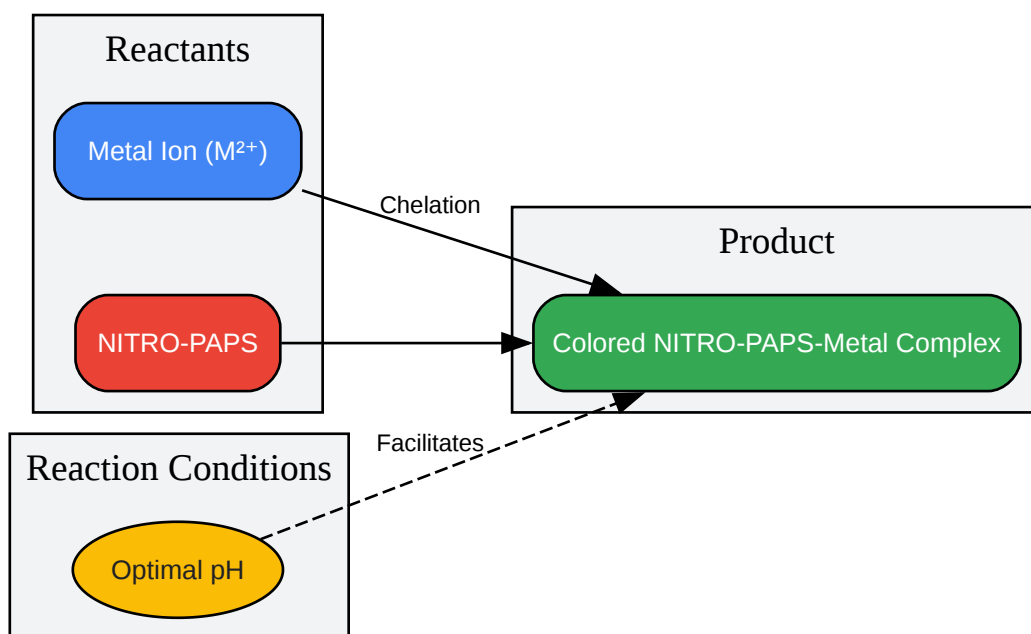 Reactants
Metal Ion (M²⁺)
Chelation
Product
NITRO-PAPS
Colored NITRO-PAPS-Metal Complex
Facilitates
Reaction Conditions
Optimal pH